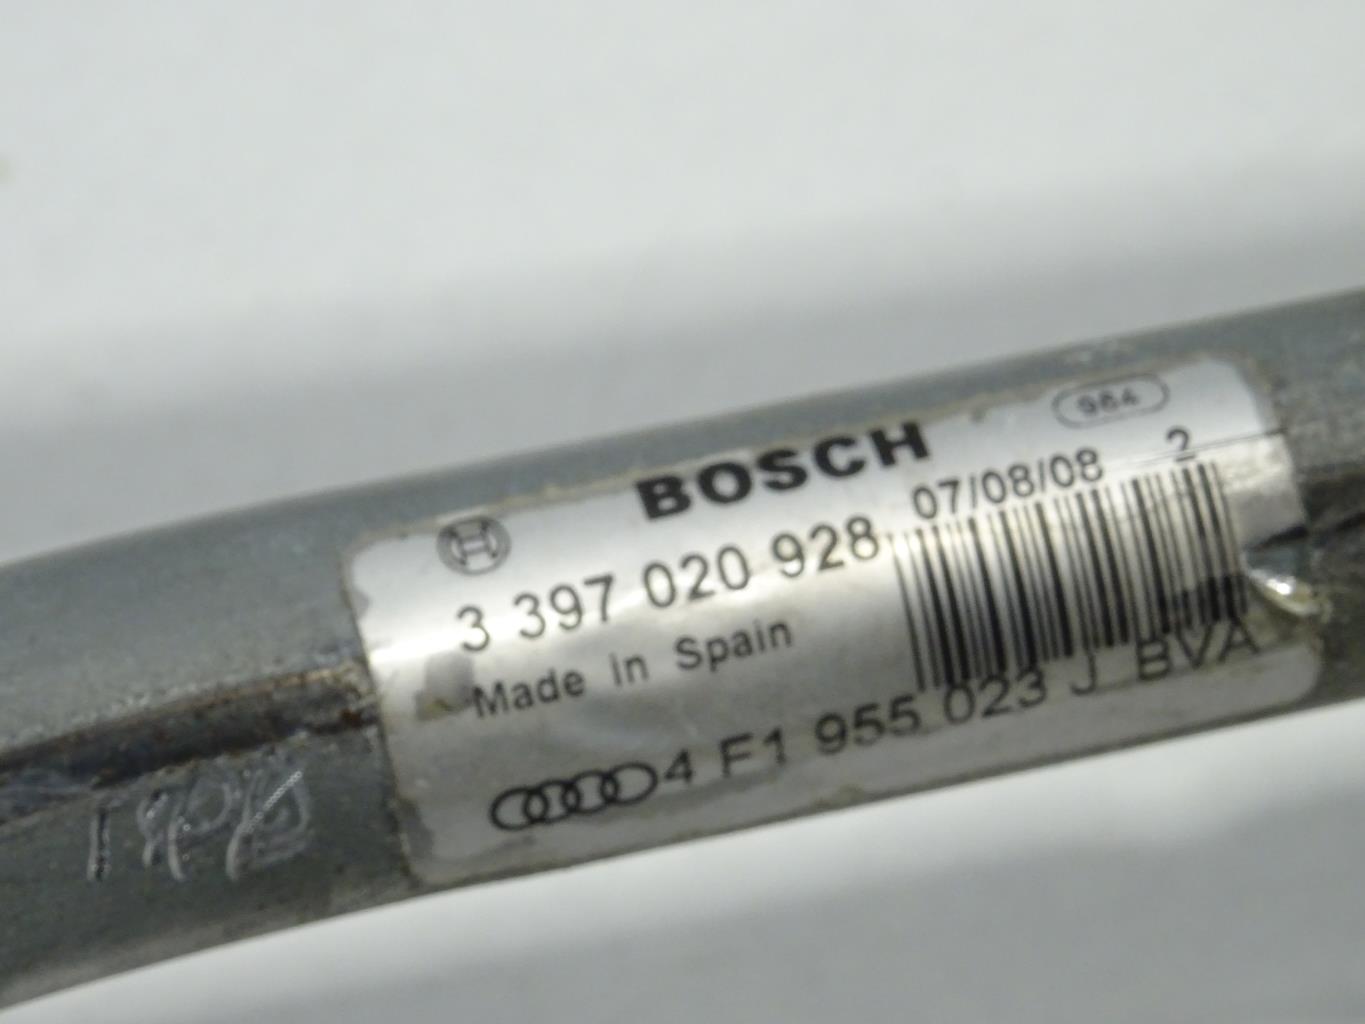 984
BOSCH
07/08/08 2
3 397 020 928
Made in Spain
4 F1 955 023 J BVA